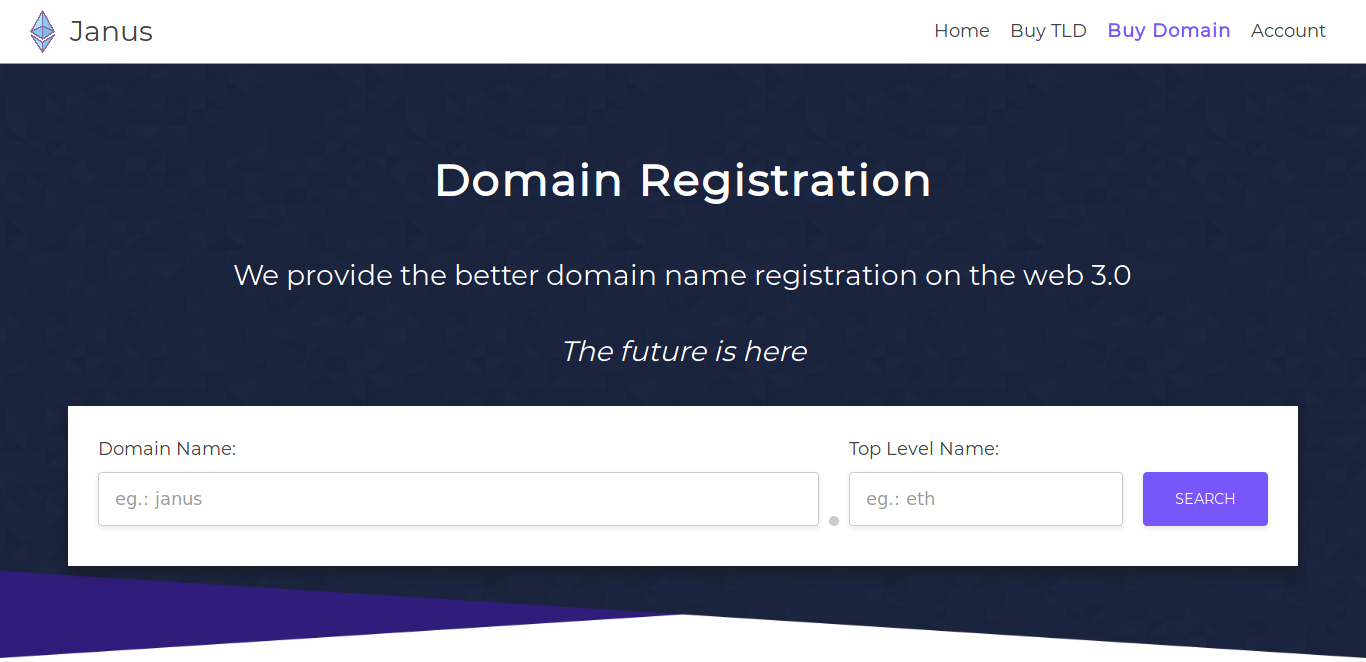 Janus
Home Buy TLD Buy Domain Account
Domain Registration
We provide the better domain name registration on the web 3.0
The future is here
Domain Name:
Top Level Name:
eg.: janus
eg.: eth
SEARCH